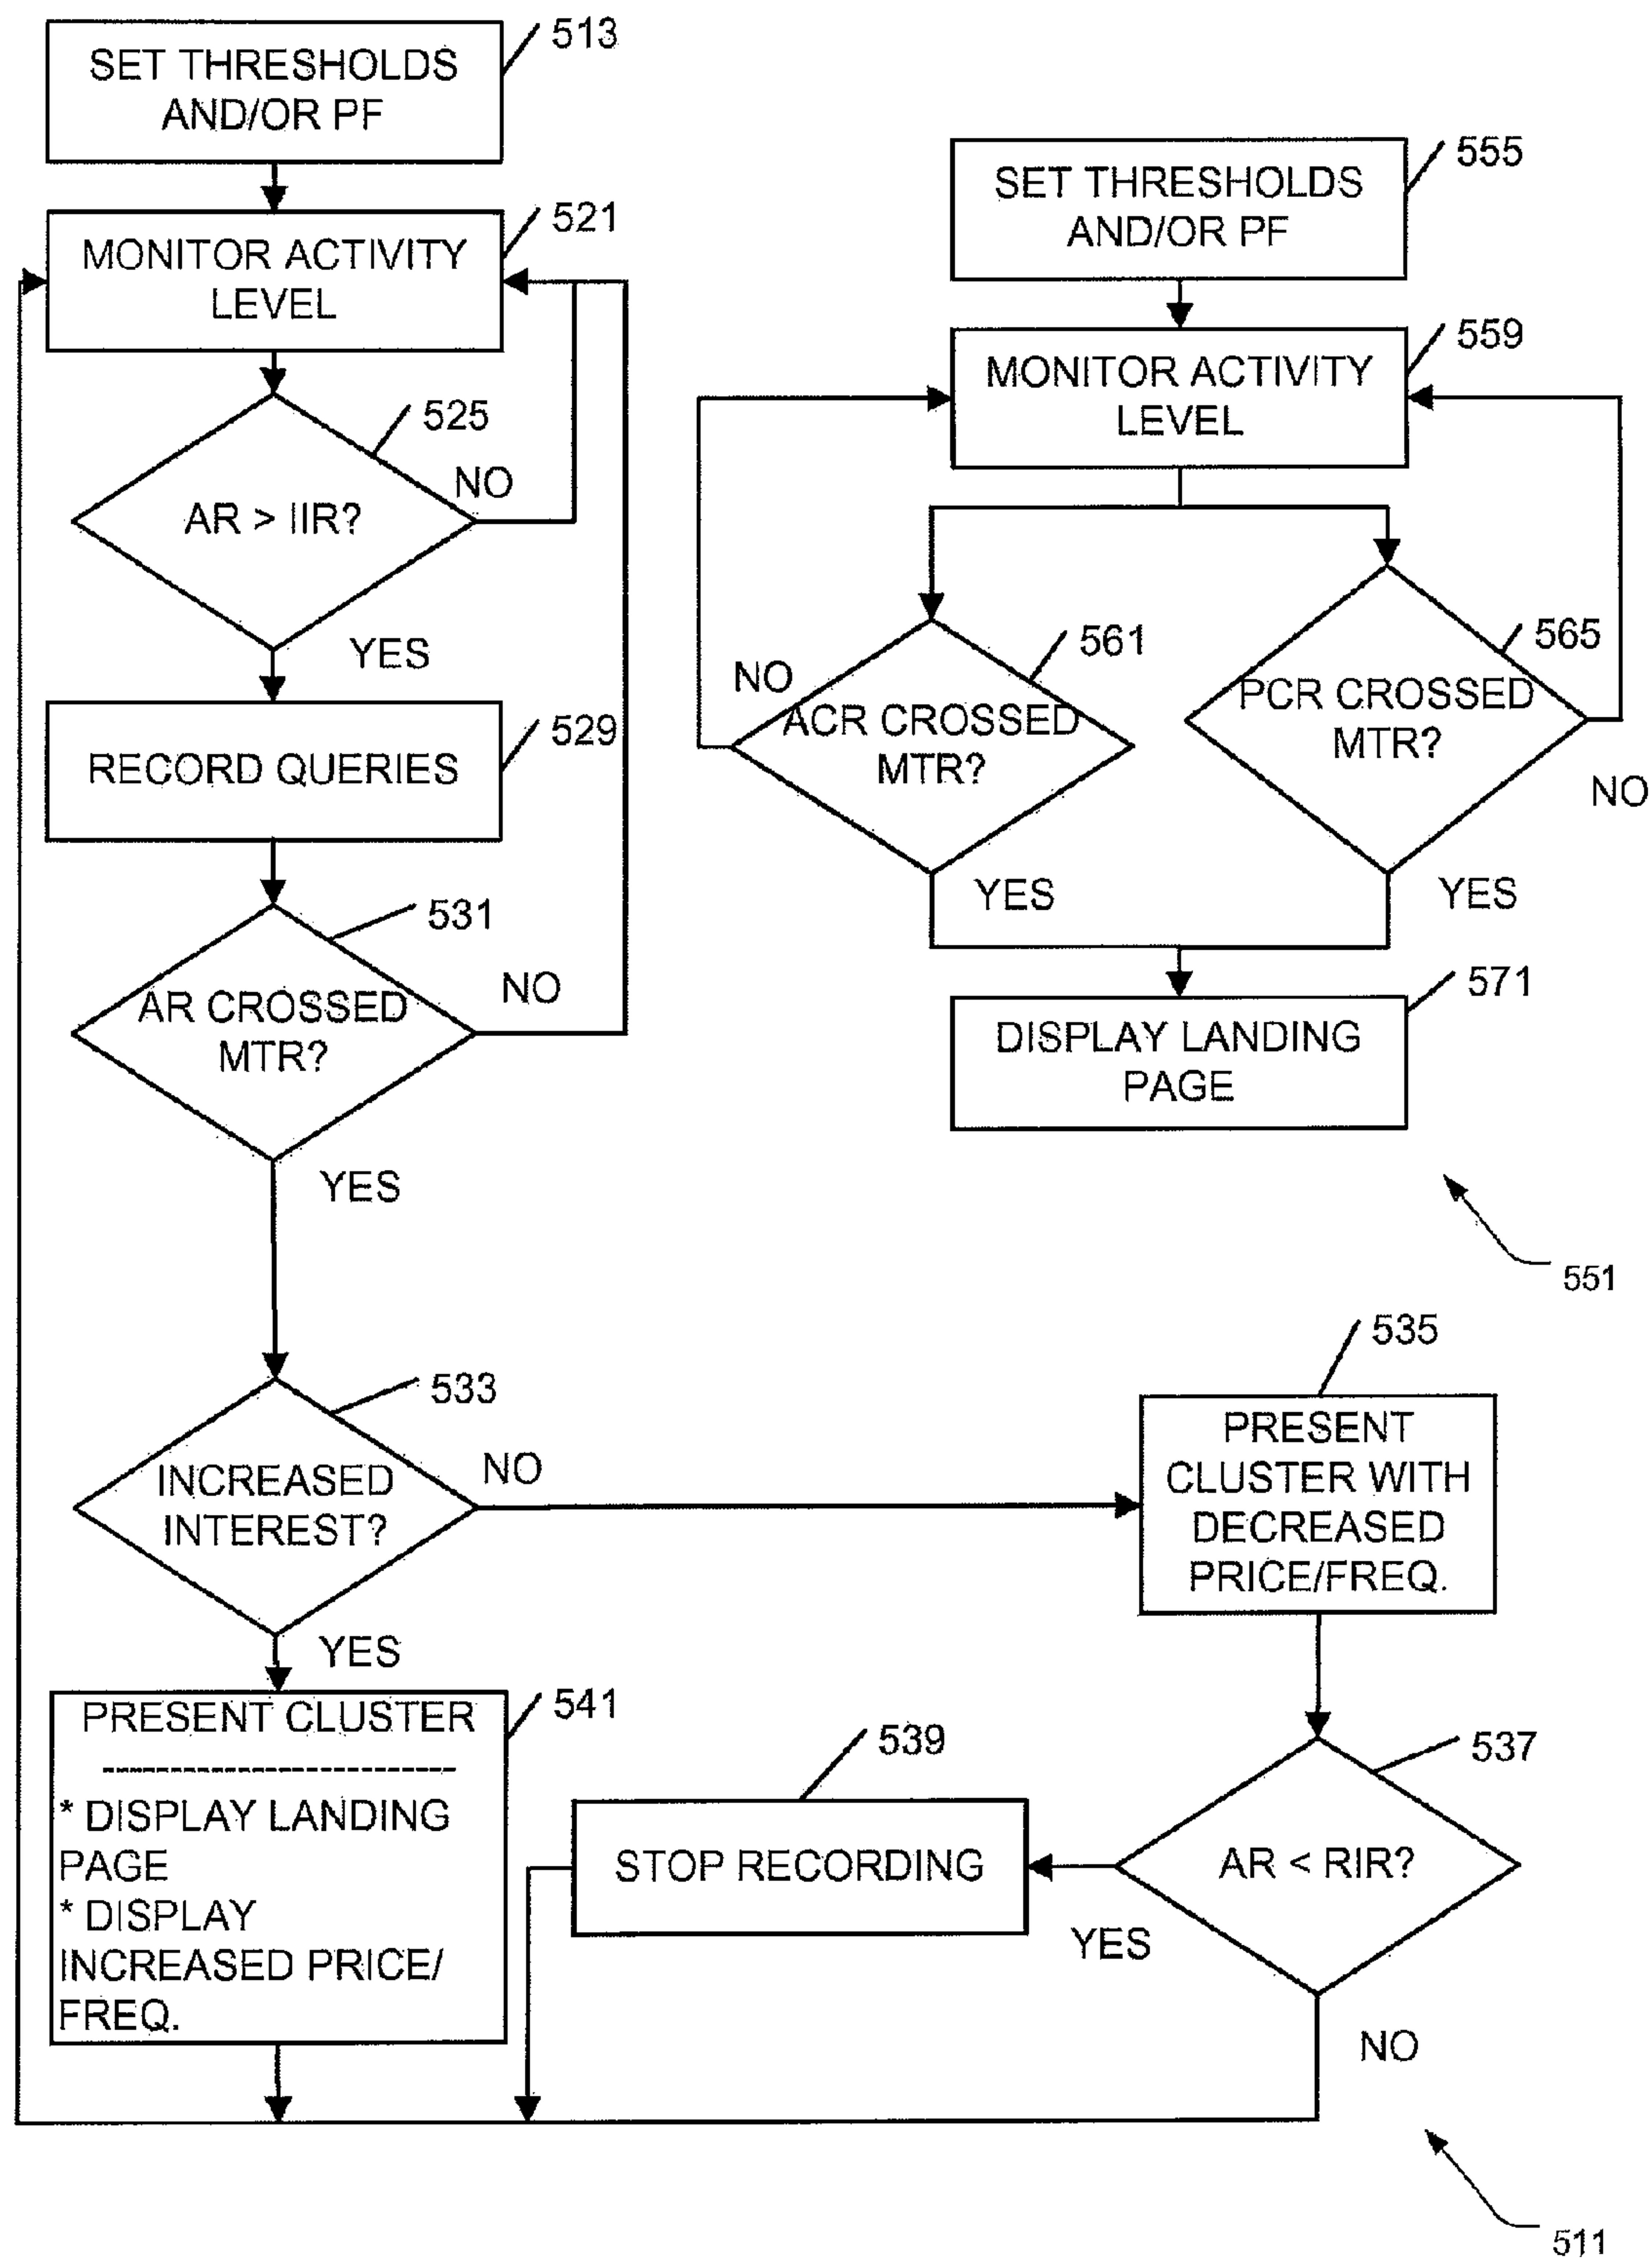 513
SET THRESHOLDS
AND/OR PF
521
MONITOR ACTIVITY
LEVEL
525
NO
AR > IIR?
YES
529
RECORD QUERIES
531
NO
AR CROSSED
MTR?
YES
533
NO
INCREASED
INTEREST?
YES
541
PRESENT CLUSTER
--------------------------------
* DISPLAY LANDING
PAGE
* DISPLAY
INCREASED PRICE/
FREQ.
535
PRESENT
CLUSTER WITH
DECREASED
PRICE/FREQ.
537
AR < RIR?
YES
NO
539
STOP RECORDING
511
555
SET THRESHOLDS
AND/OR PF
559
MONITOR ACTIVITY
LEVEL
561
NO
ACR CROSSED
MTR?
YES
565
PCR CROSSED
MTR?
NO
YES
571
DISPLAY LANDING
PAGE
551